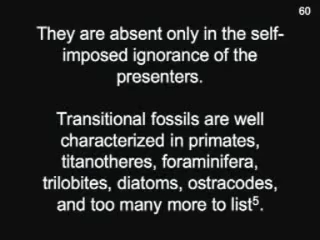 60
They are absent only in the self-
imposed ignorance of the
presenters.
Transitional fossils are well
characterized in primates,
titanotheres, foraminifera,
trilobites, diatoms, ostracodes,
and too many more to list⁵.